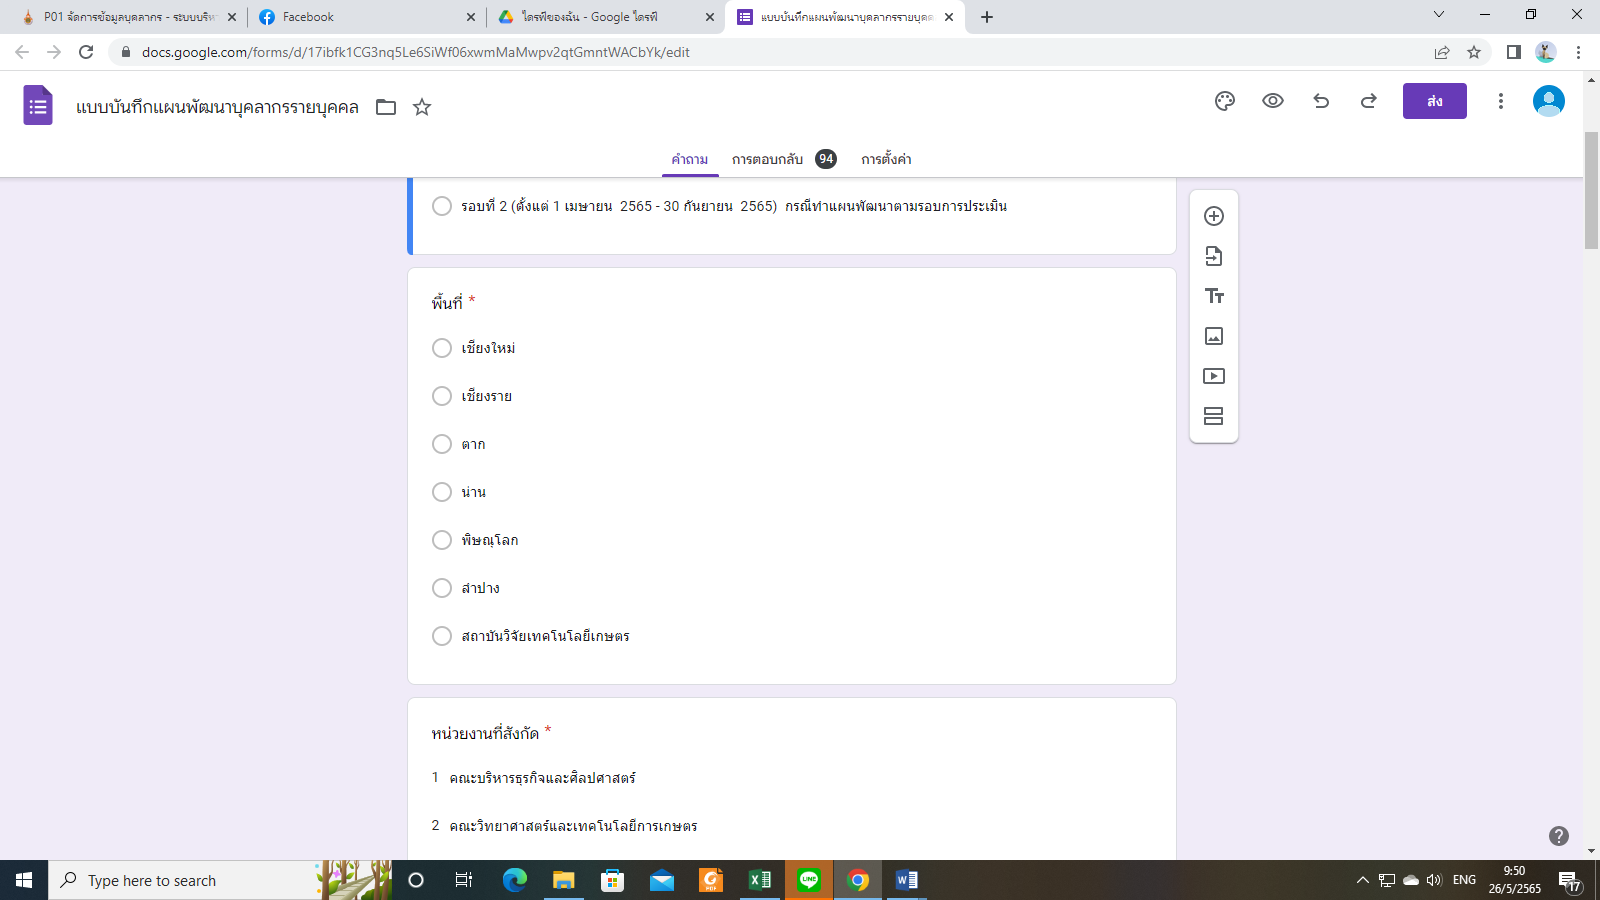 P01 จัดการข้อมูลบุคลากร - ระบบบริหา
Facebook
ไดรฟ์ของฉัน - Google ไดรฟ์
แบบบันทึกแผนพัฒนาบุคลากรรายบุคค
docs.google.com/forms/d/17ibfk1CG3nq5Le6SiWf06xwmMaMwpv2qtGmntWACbYk/edit
แบบบันทึกแผนพัฒนาบุคลากรรายบุคคล
ส่ง
คำถาม
การตอบกลับ 94
การตั้งค่า
รอบที่ 2 (ตั้งแต่ 1 เมษายน 2565 - 30 กันยายน 2565) กรณีทำแผนพัฒนาตามรอบการประเมิน
พื้นที่ *
เชียงใหม่
เชียงราย
ตาก
น่าน
พิษณุโลก
ลำปาง
สถาบันวิจัยเทคโนโลยีเกษตร
หน่วยงานที่สังกัด *
1 คณะบริหารธุรกิจและศิลปศาสตร์
2 คณะวิทยาศาสตร์และเทคโนโลยีการเกษตร
Type here to search
ENG
9:50
26/5/2565
17